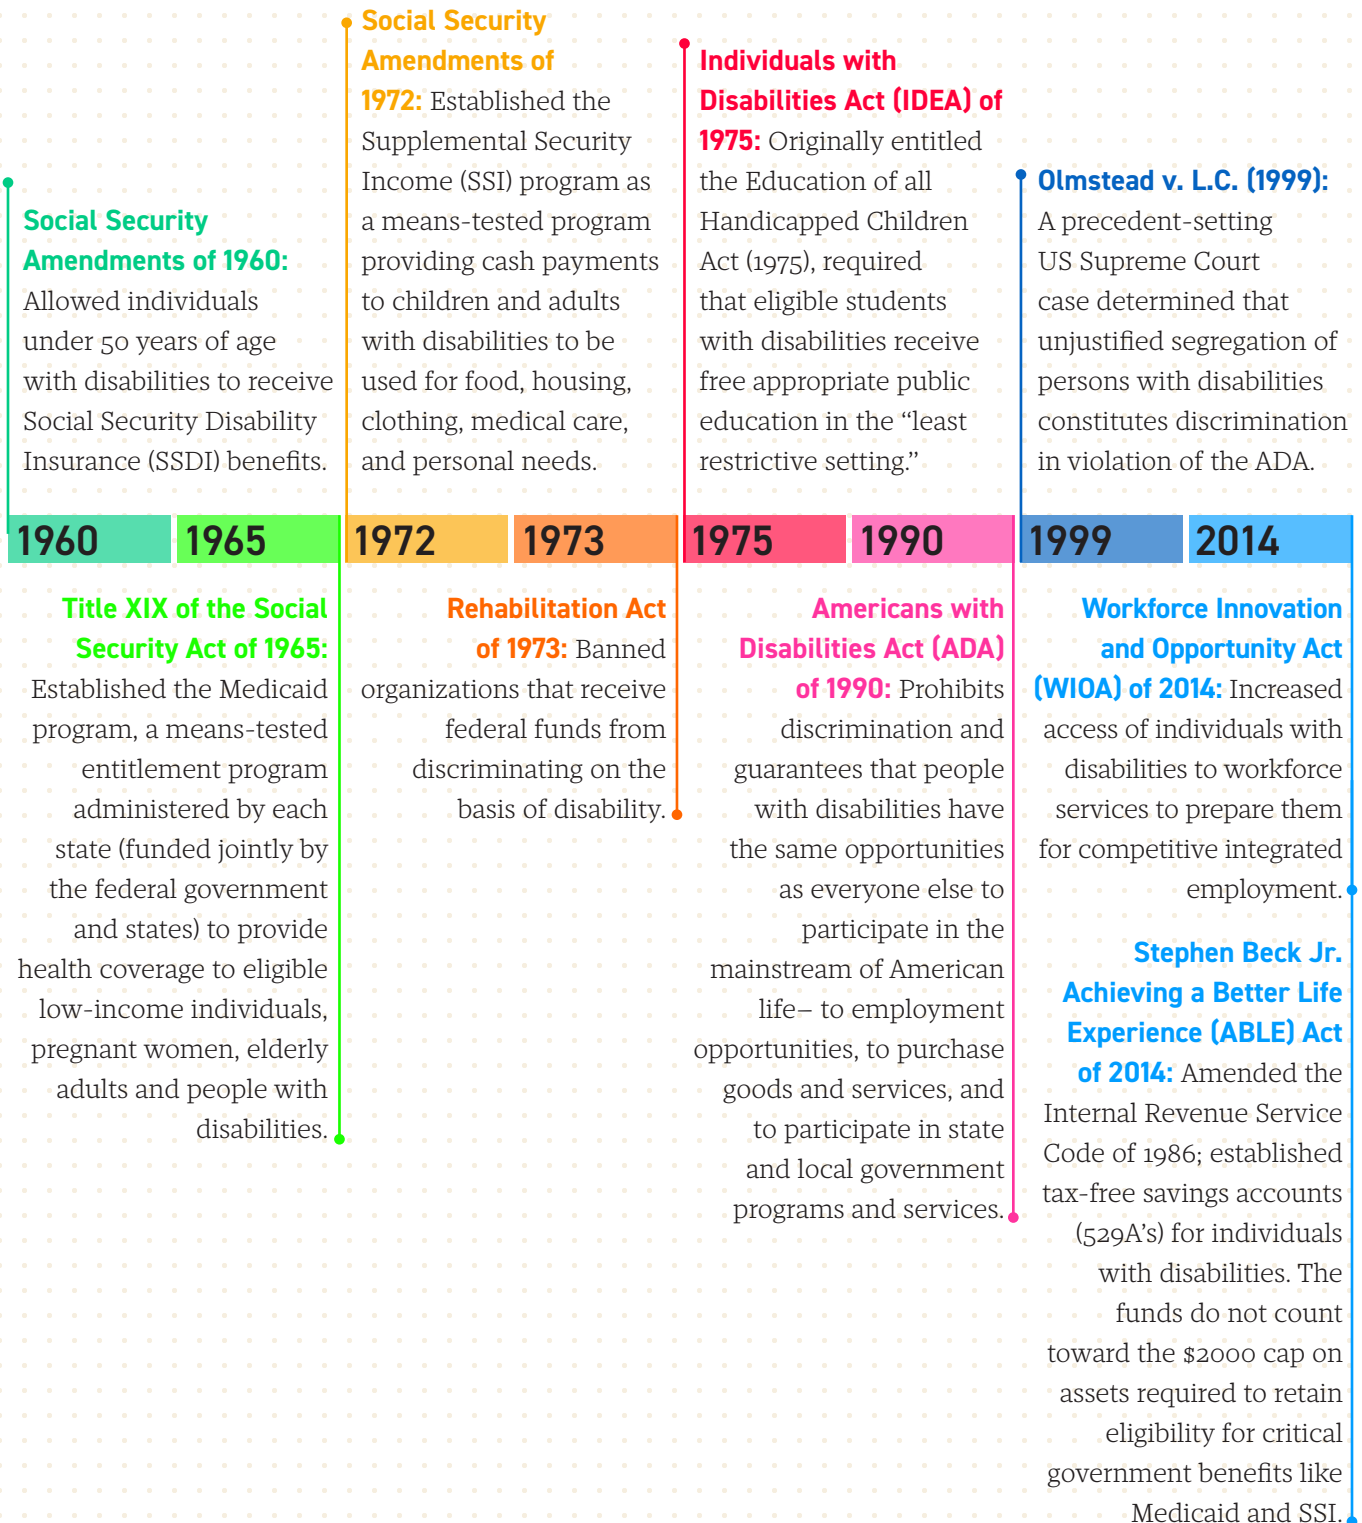 Social Security
Amendments of 1960:
Allowed individuals
under 50 years of age
with disabilities to receive
Social Security Disability
Insurance (SSDI) benefits.
Social Security
Amendments of
1972: Established the
Supplemental Security
Income (SSI) program as
a means-tested program
providing cash payments
to children and adults
with disabilities to be
used for food, housing,
clothing, medical care,
and personal needs.
Individuals with
Disabilities Act (IDEA) of
1975: Originally entitled
the Education of all
Handicapped Children
Act (1975), required
that eligible students
with disabilities receive
free appropriate public
education in the “least
restrictive setting.”
Olmstead v. L.C. (1999):
A precedent-setting
US Supreme Court
case determined that
unjustified segregation of
persons with disabilities
constitutes discrimination
in violation of the ADA.
1960 1965 1972 1973 1975 1990 1999 2014
Title XIX of the Social
Security Act of 1965:
Established the Medicaid
program, a means-tested
entitlement program
administered by each
state (funded jointly by
the federal government
and states) to provide
health coverage to eligible
low-income individuals,
pregnant women, elderly
adults and people with
disabilities.
Rehabilitation Act
of 1973: Banned
organizations that receive
federal funds from
discriminating on the
basis of disability.
Americans with
Disabilities Act (ADA)
of 1990: Prohibits
discrimination and
guarantees that people
with disabilities have
the same opportunities
as everyone else to
participate in the
mainstream of American
life– to employment
opportunities, to purchase
goods and services, and
to participate in state
and local government
programs and services.
Workforce Innovation
and Opportunity Act
(WIOA) of 2014: Increased
access of individuals with
disabilities to workforce
services to prepare them
for competitive integrated
employment.
Stephen Beck Jr.
Achieving a Better Life
Experience (ABLE) Act
of 2014: Amended the
Internal Revenue Service
Code of 1986; established
tax-free savings accounts
(529A’s) for individuals
with disabilities. The
funds do not count
toward the $2000 cap on
assets required to retain
eligibility for critical
government benefits like
Medicaid and SSI.